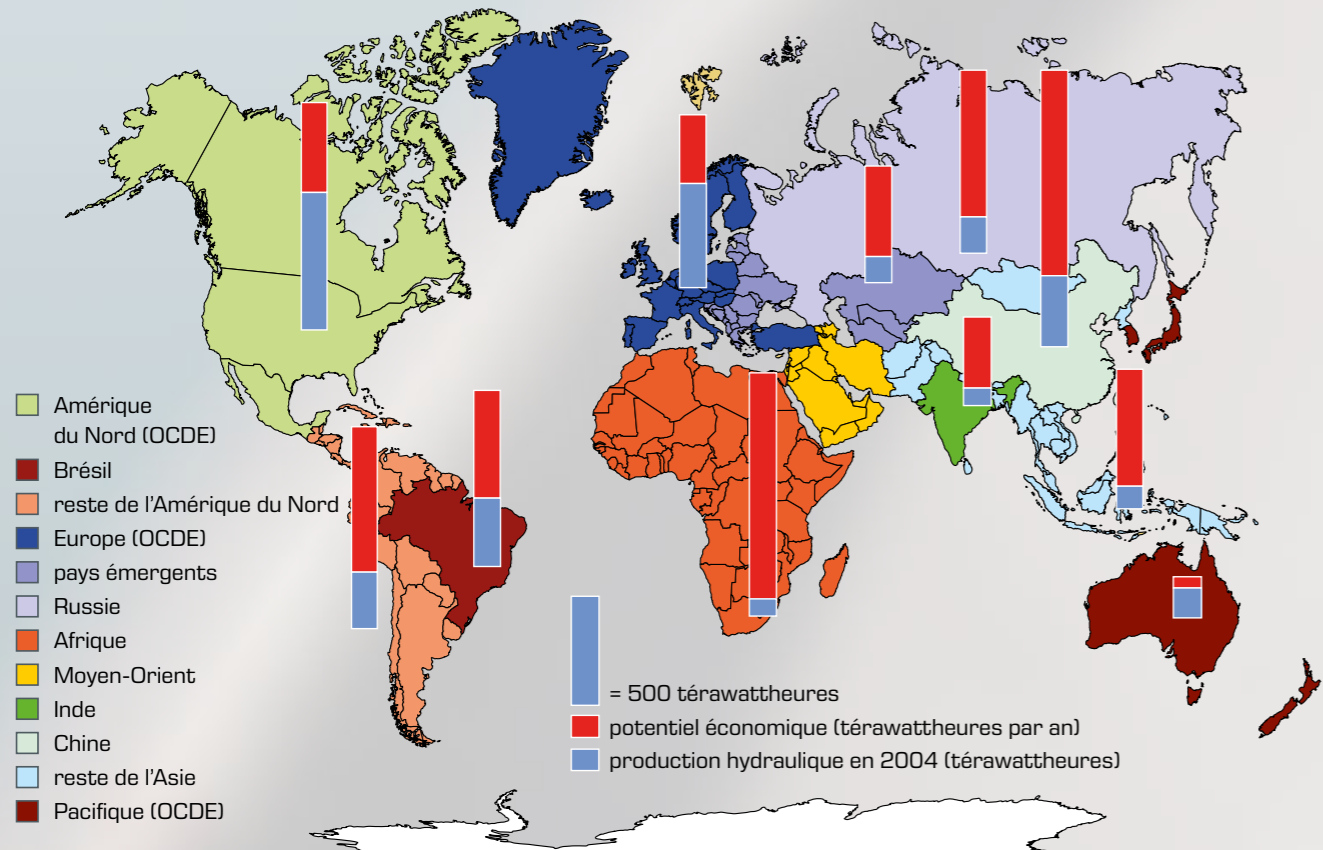 Amérique
du Nord (OCDE)
Brésil
reste de l'Amérique du Nord
Europe (OCDE)
pays émergents
Russie
Afrique
Moyen-Orient
Inde
Chine
reste de l'Asie
Pacifique (OCDE)
= 500 térawattheures
potentiel économique (térawattheures par an)
production hydraulique en 2004 (térawattheures)